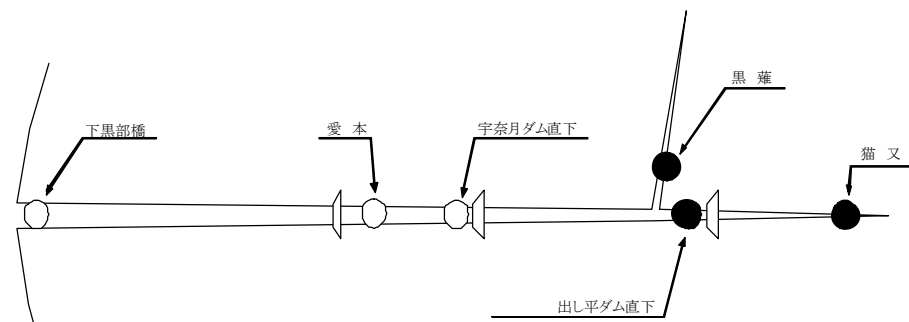 黒 薙
下黒部橋
愛 本
宇奈月ダム直下
猫 又
出し平ダム直下